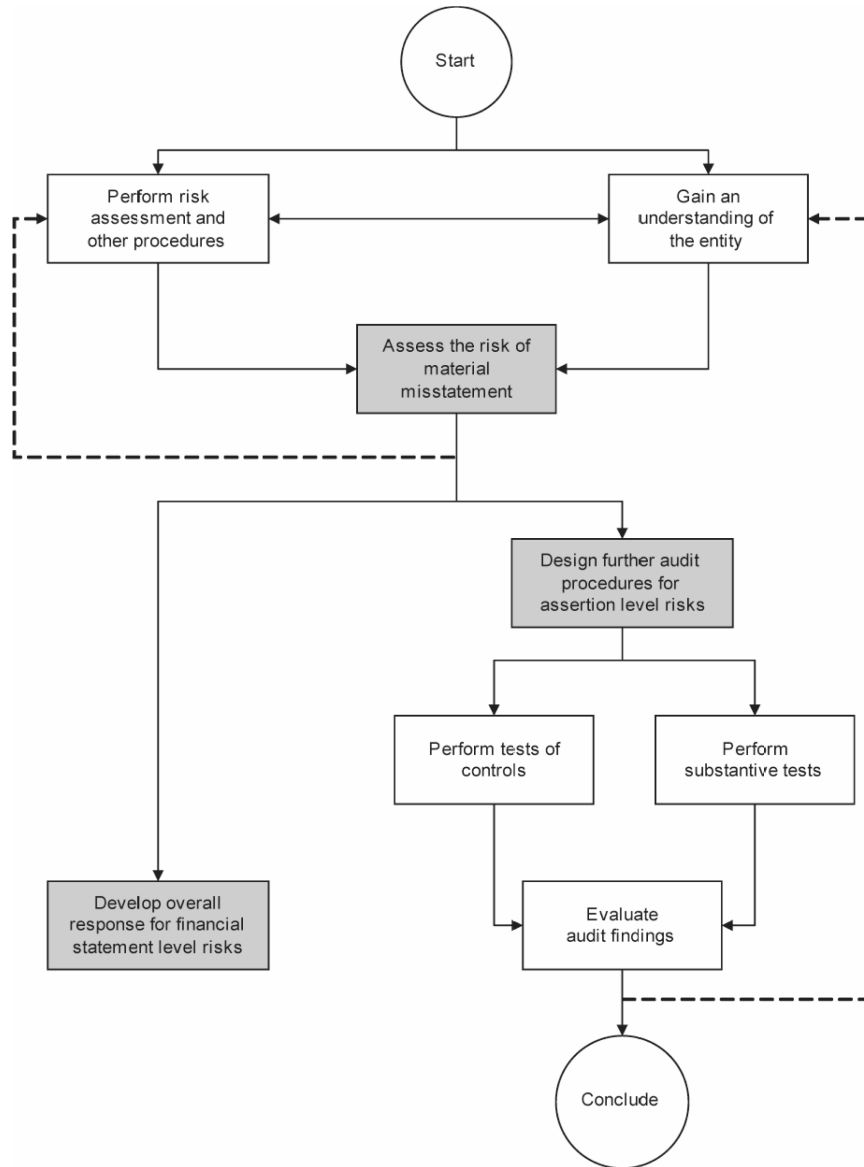 Start
Perform risk
assessment and
other procedures
Gain an
understanding of
the entity
Assess the risk of
material
misstatement
Design further audit
procedures for
assertion level risks
Perform tests of
controls
Perform
substantive tests
Develop overall
response for financial
statement level risks
Evaluate
audit findings
Conclude